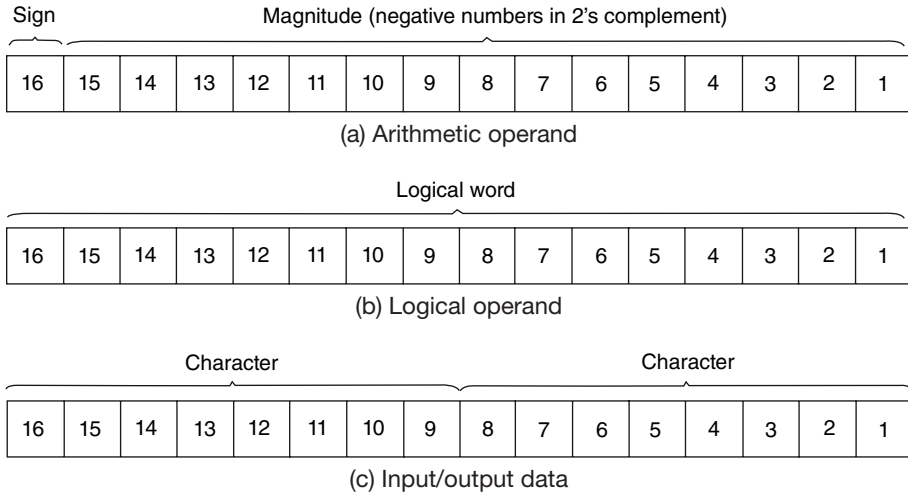 Sign Magnitude (negative numbers in 2's complement)
16 15 14 13 12 11 10 9 8 7 6 5 4 3 2 1
(a) Arithmetic operand
Logical word
16 15 14 13 12 11 10 9 8 7 6 5 4 3 2 1
(b) Logical operand
Character Character
16 15 14 13 12 11 10 9 8 7 6 5 4 3 2 1
(c) Input/output data